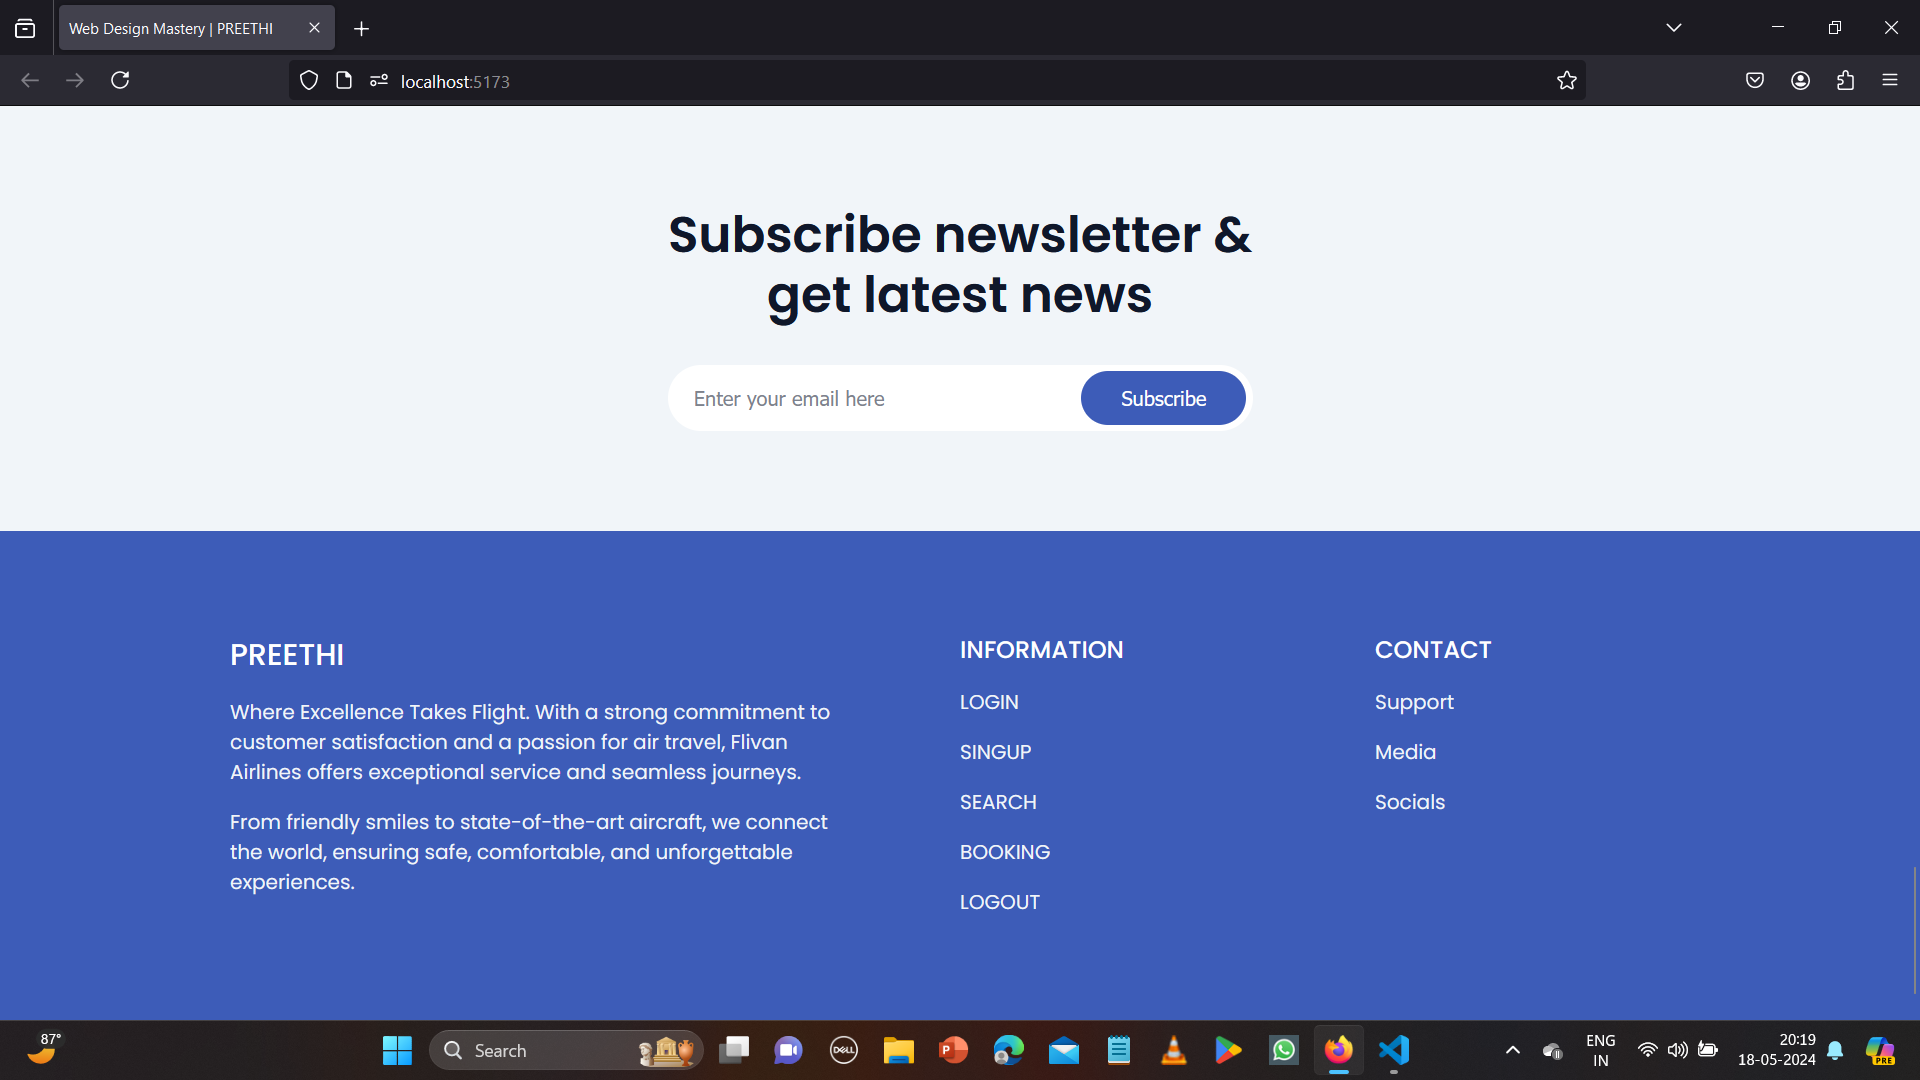 Web Design Mastery | PREETHI
localhost:5173
Subscribe newsletter &
get latest news
Enter your email here
Subscribe
PREETHI
Where Excellence Takes Flight. With a strong commitment to
customer satisfaction and a passion for air travel, Flivan
Airlines offers exceptional service and seamless journeys.
From friendly smiles to state-of-the-art aircraft, we connect
the world, ensuring safe, comfortable, and unforgettable
experiences.
INFORMATION
LOGIN
SINGUP
SEARCH
BOOKING
LOGOUT
CONTACT
Support
Media
Socials
87°
Search
DELL
P
ENG
IN
20:19
18-05-2024
PRE